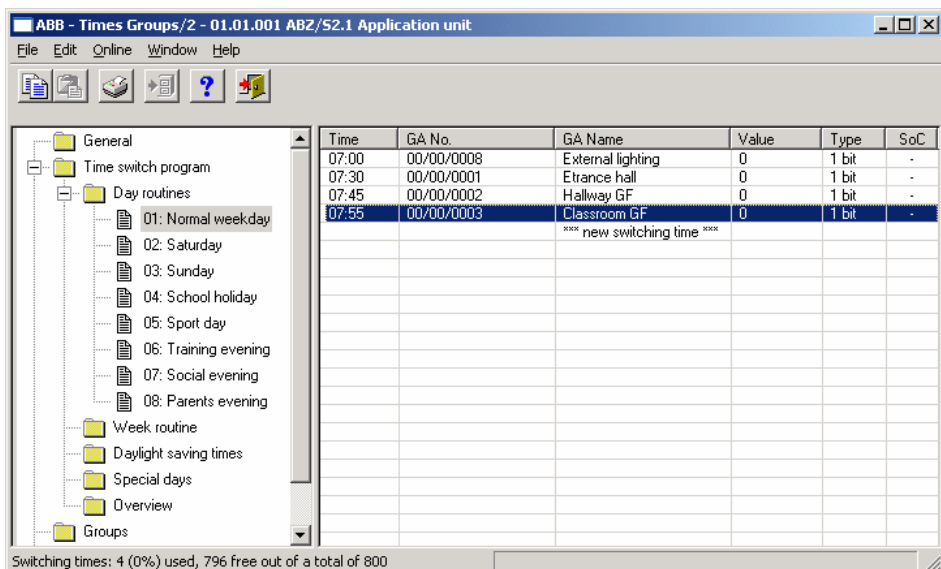 ABB - Times Groups/2 - 01.01.001 ABZ/S2.1 Application unit
File Edit Online Window Help
General
Time switch program
Day routines
01: Normal weekday
02: Saturday
03: Sunday
04: School holiday
05: Sport day
06: Training evening
07: Social evening
08: Parents evening
Week routine
Daylight saving times
Special days
Overview
Groups
Time GA No. GA Name Value Type SoC
07:00 00/00/0008 External lighting 0 1 bit -
07:30 00/00/0001 Etrance hall 0 1 bit -
07:45 00/00/0002 Hallway GF 0 1 bit -
07:55 00/00/0003 Classroom GF 0 1 bit -
*** new switching time ***
Switching times: 4 (0%) used, 796 free out of a total of 800